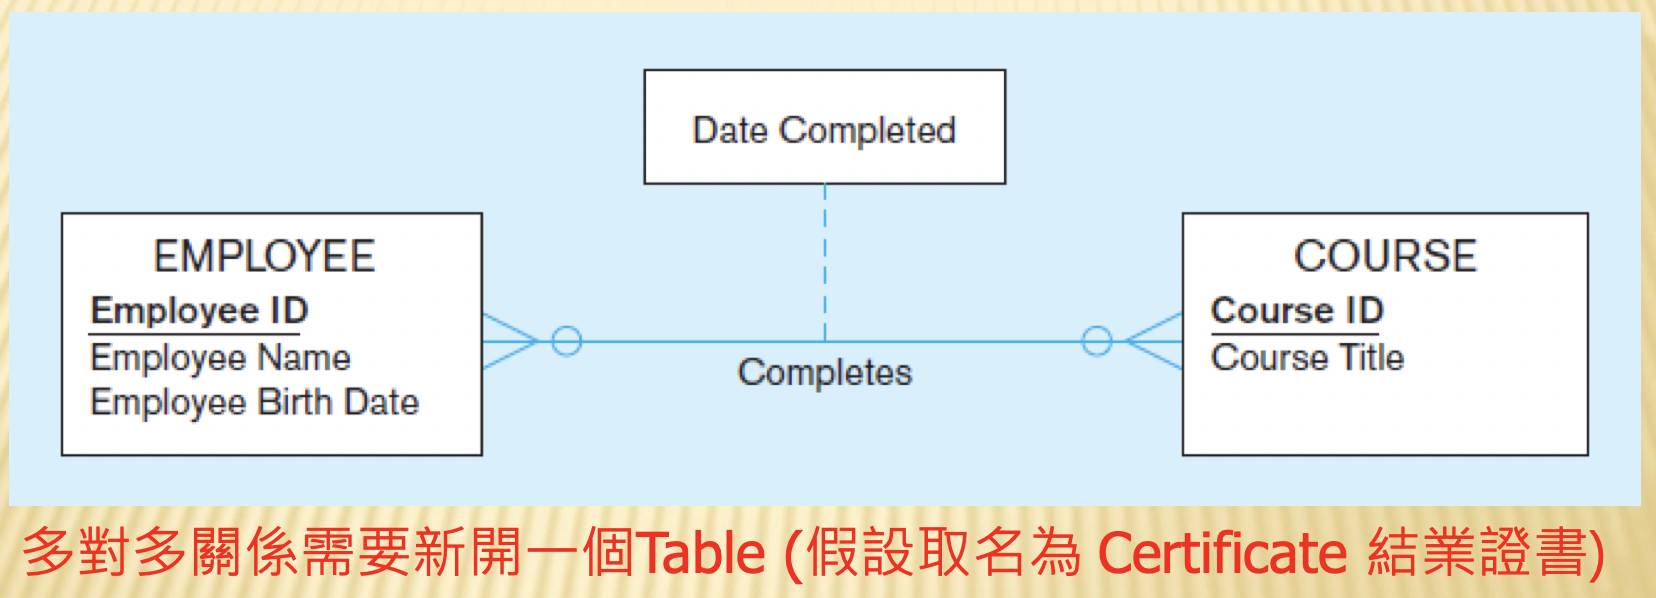 Date Completed
EMPLOYEE
Employee ID
Employee Name
Employee Birth Date
Completes
COURSE
Course ID
Course Title
多對多關係需要新開一個Table (假設取名為 Certificate 結業證書)